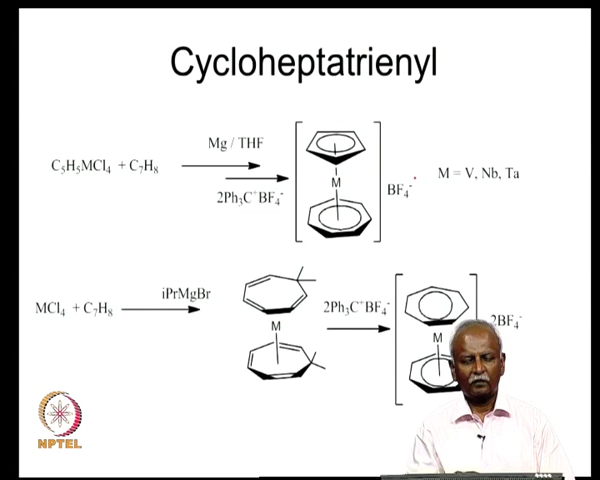 Cycloheptatrienyl
Mg / THF
C₅H₅MCl₄ + C₇H₈
2Ph₃C⁺BF₄⁻
M
BF₄⁻
M = V, Nb, Ta
MCl₄ + C₇H₈
iPrMgBr
M
2Ph₃C⁺BF₄⁻
M
2BF₄⁻
NPTEL